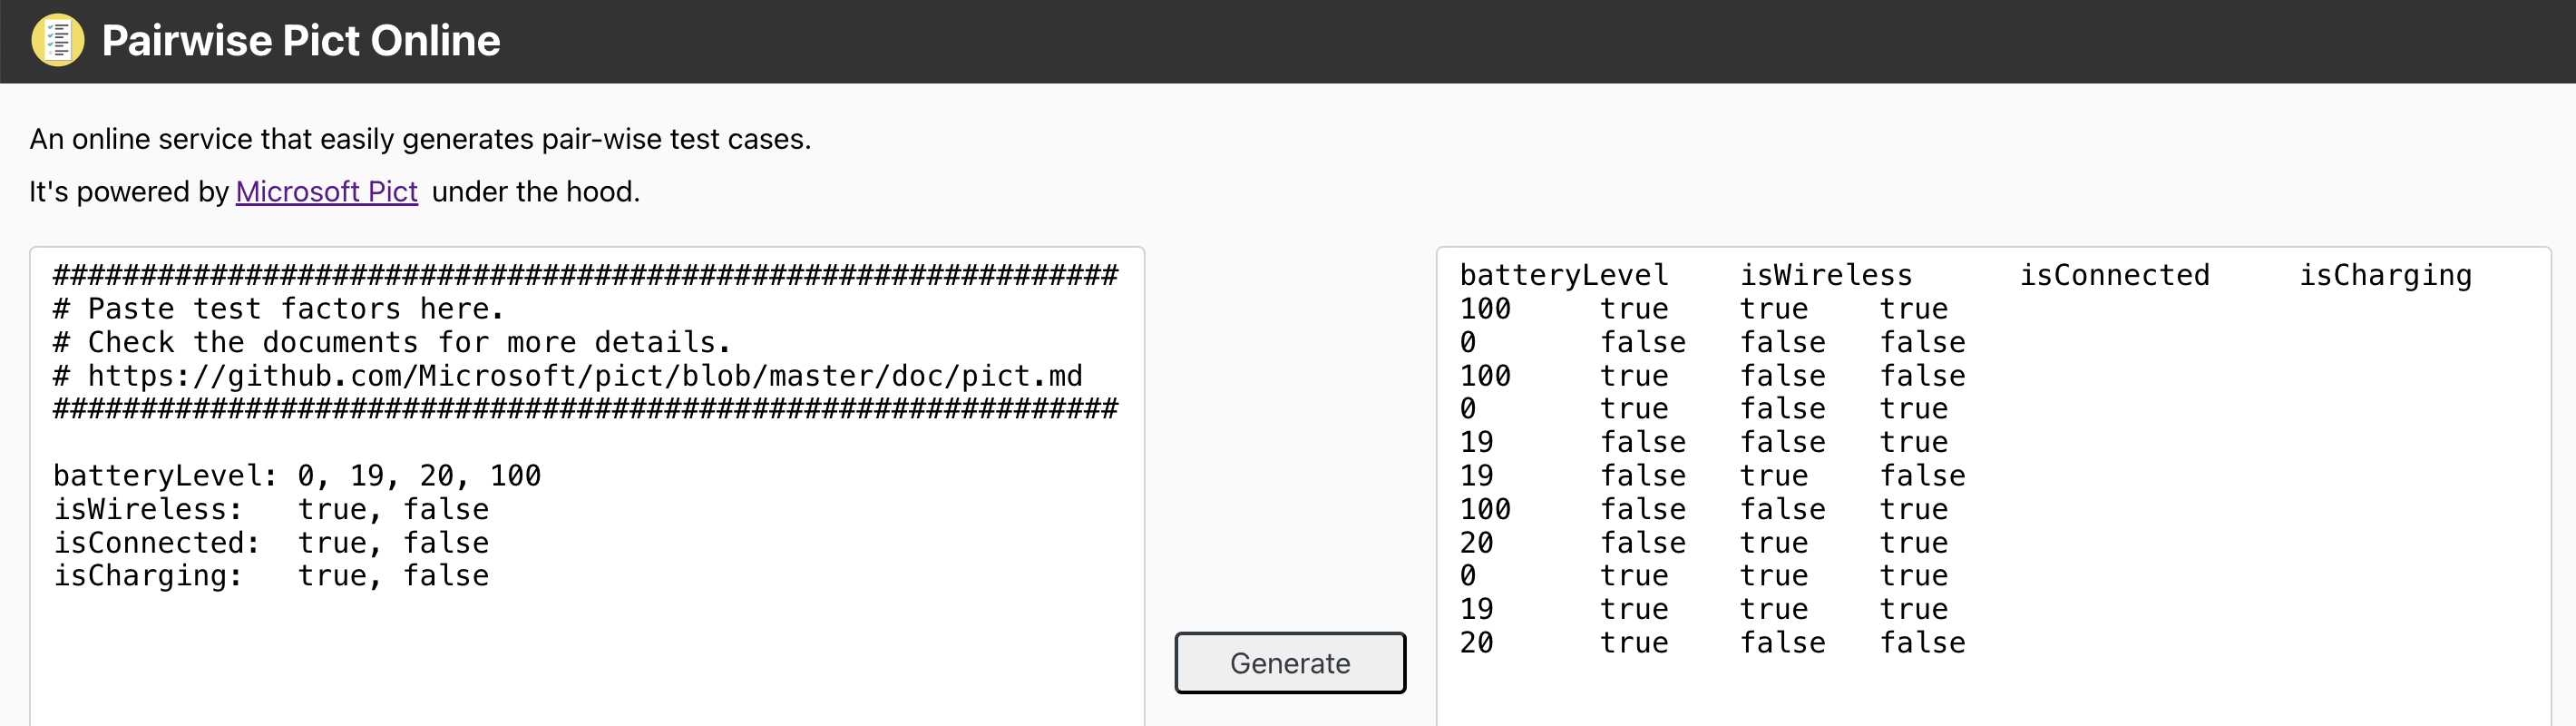 Pairwise Pict Online
An online service that easily generates pair-wise test cases.
It's powered by Microsoft Pict under the hood.
#############################################################
# Paste test factors here.
# Check the documents for more details.
# https://github.com/Microsoft/pict/blob/master/doc/pict.md
#############################################################
batteryLevel: 0, 19, 20, 100
isWireless:   true, false
isConnected:  true, false
isCharging:   true, false
Generate
batteryLevel    isWireless      isConnected     isCharging
100     true    true    true
0       false   false   false
100     true    false   false
0       true    false   true
19      false   false   true
19      false   true    false
100     false   false   true
20      false   true    true
0       true    true    true
19      true    true    true
20      true    false   false